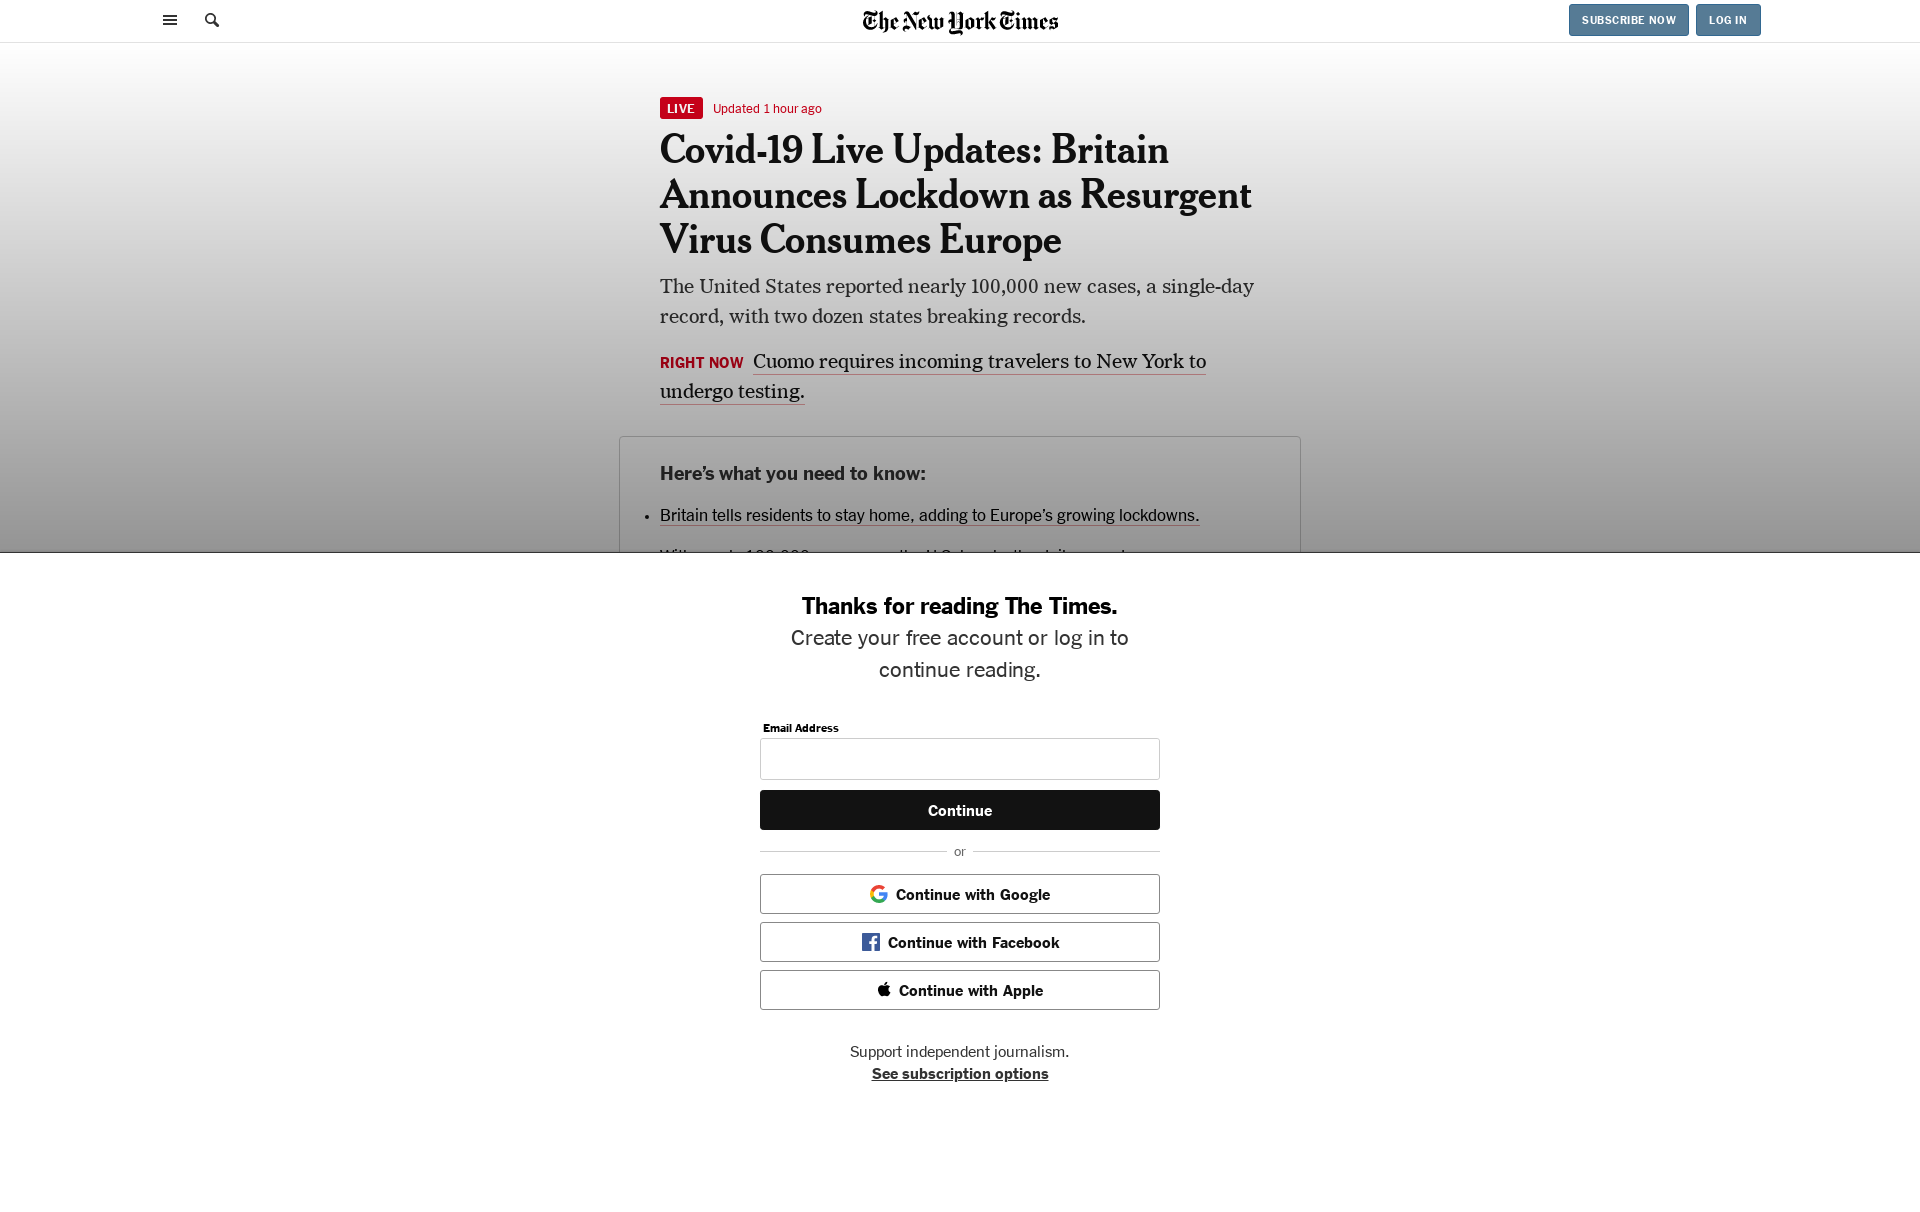 The New York Times
SUBSCRIBE NOW
LOG IN
LIVE
Updated 1 hour ago
Covid-19 Live Updates: Britain
Announces Lockdown as Resurgent
Virus Consumes Europe
The United States reported nearly 100,000 new cases, a single-day
record, with two dozen states breaking records.
RIGHT NOW Cuomo requires incoming travelers to New York to
undergo testing.
Here’s what you need to know:
• Britain tells residents to stay home, adding to Europe’s growing lockdowns.
Thanks for reading The Times.
Create your free account or log in to
continue reading.
Email Address
Continue
or
Continue with Google
Continue with Facebook
Continue with Apple
Support independent journalism.
See subscription options